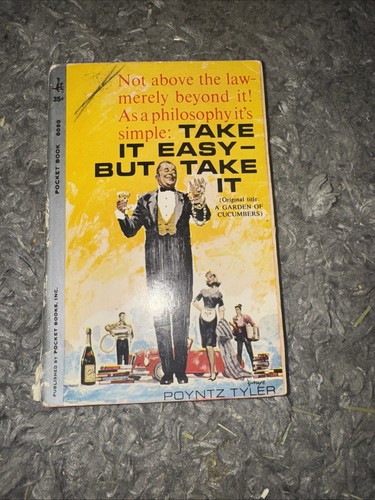 Not above the law-
merely beyond it!
As a philosophy it's
simple: TAKE
IT EASY–
BUT TAKE
IT
(Original title:
A GARDEN OF
CUCUMBERS)
POYNTZ TYLER
35¢
POCKET BOOK 6080
PUBLISHED BY POCKET BOOKS, INC.